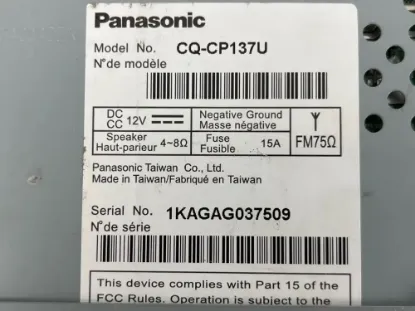 Panasonic
Model No. CQ-CP137U
N° de modèle
DC
CC 12V
Negative Ground
Masse négative
Speaker
Haut-parieur 4~8Ω
Fuse
Fusible 15A
FM75Ω
Panasonic Taiwan Co., Ltd.
Made in Taiwan/Fabriqué en Taiwan
Serial No. 1KAGAG037509
N° de série
This device complies with Part 15 of the
FCC Rules. Operation is subject to the